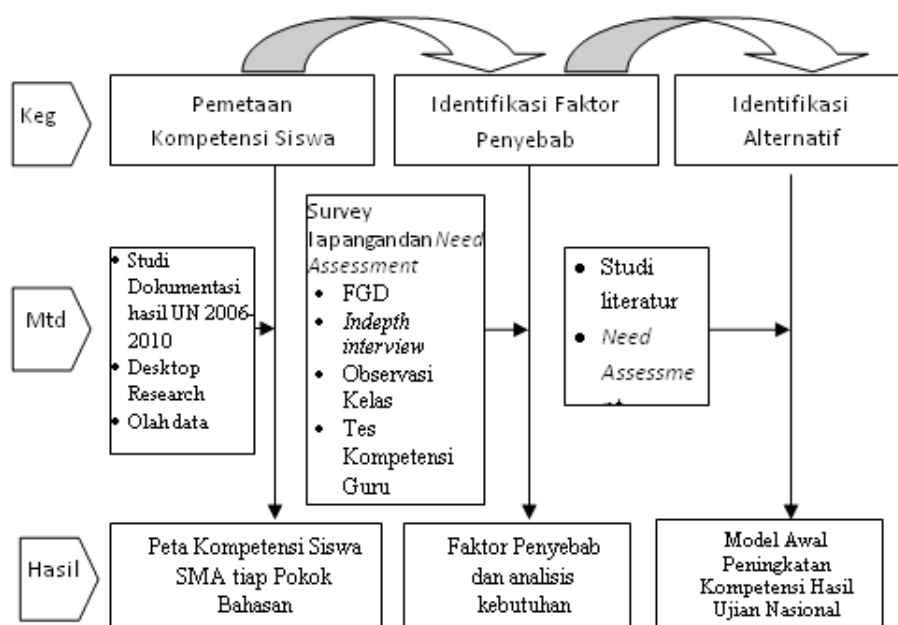 Keg
Pemetaan
Kompetensi Siswa
Identifikasi Faktor
Penyebab
Identifikasi
Alternatif
Mtd
• Studi
Dokumentasi
hasil UN 2006-
2010
• Desktop
Research
• Olah data
Survey
lapangandan Need
Assessment
• FGD
• Indepth
interview
• Observasi
Kelas
• Tes
Kompetensi
Guru
• Studi
literatur
• Need
Assessme
Hasil
Peta Kompetensi Siswa
SMA tiap Pokok
Bahasan
Faktor Penyebab
dan analisis
kebutuhan
Model Awal
Peningkatan
Kompetensi Hasil
Ujian Nasional